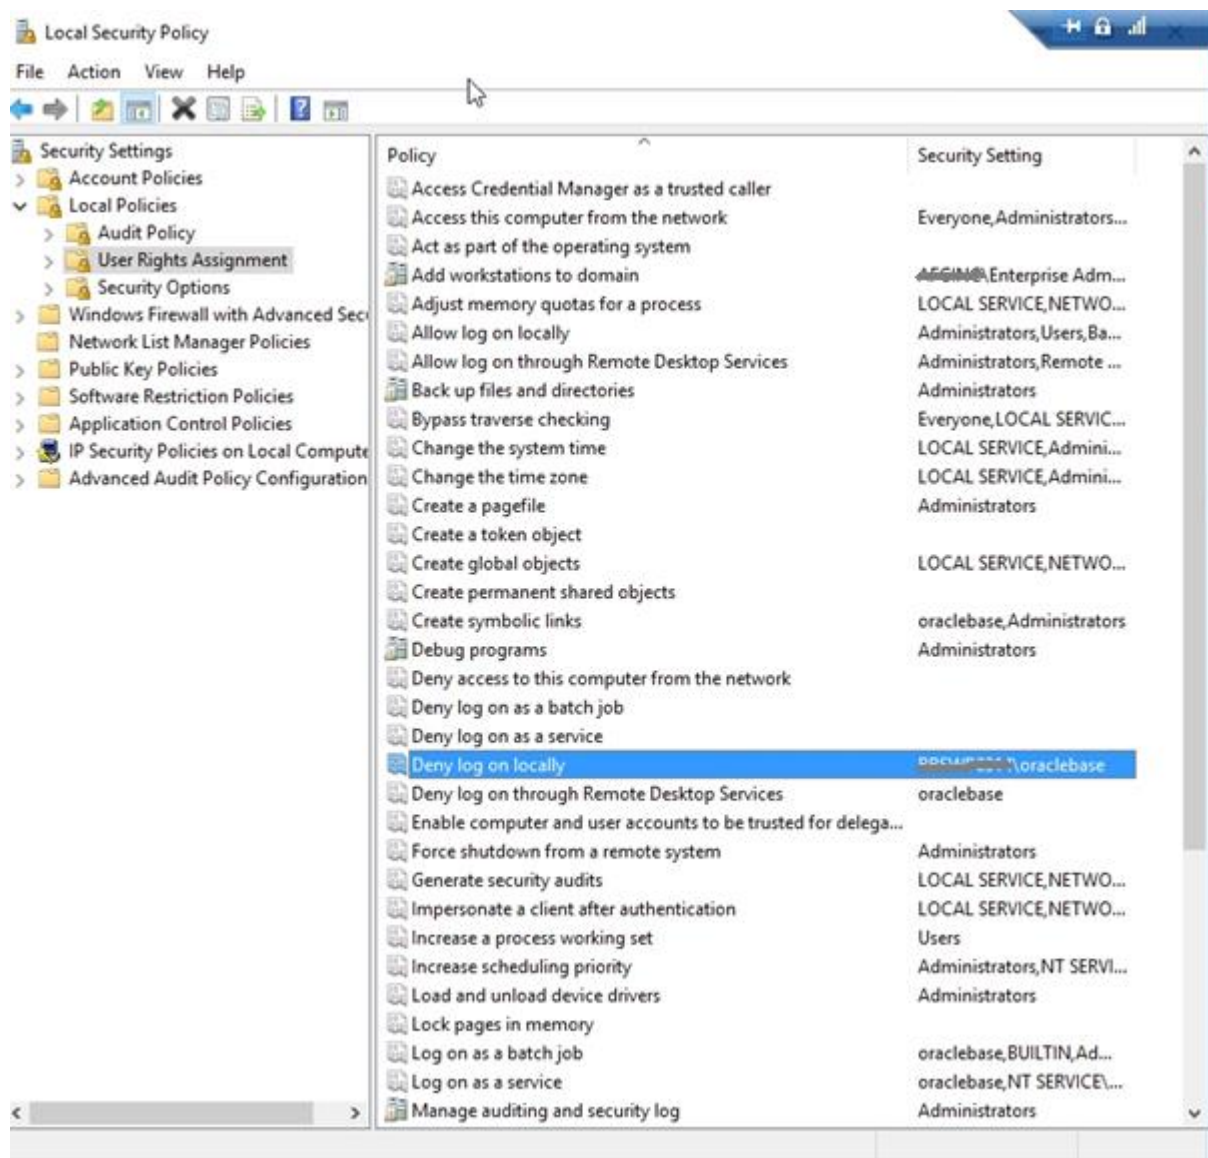 Local Security Policy
File Action View Help
Security Settings
Account Policies
Local Policies
Audit Policy
User Rights Assignment
Security Options
Windows Firewall with Advanced Secu
Network List Manager Policies
Public Key Policies
Software Restriction Policies
Application Control Policies
IP Security Policies on Local Compute
Advanced Audit Policy Configuration
Policy Security Setting
Access Credential Manager as a trusted caller
Access this computer from the network Everyone,Administrators...
Act as part of the operating system
Add workstations to domain \Enterprise Adm...
Adjust memory quotas for a process LOCAL SERVICE,NETWO...
Allow log on locally Administrators,Users,Ba...
Allow log on through Remote Desktop Services Administrators,Remote ...
Back up files and directories Administrators
Bypass traverse checking Everyone,LOCAL SERVIC...
Change the system time LOCAL SERVICE,Admini...
Change the time zone LOCAL SERVICE,Admini...
Create a pagefile Administrators
Create a token object
Create global objects LOCAL SERVICE,NETWO...
Create permanent shared objects
Create symbolic links oraclebase,Administrators
Debug programs Administrators
Deny access to this computer from the network
Deny log on as a batch job
Deny log on as a service
Deny log on locally \oraclebase
Deny log on through Remote Desktop Services oraclebase
Enable computer and user accounts to be trusted for delega...
Force shutdown from a remote system Administrators
Generate security audits LOCAL SERVICE,NETWO...
Impersonate a client after authentication LOCAL SERVICE,NETWO...
Increase a process working set Users
Increase scheduling priority Administrators,NT SERVI...
Load and unload device drivers Administrators
Lock pages in memory
Log on as a batch job oraclebase,BUILTIN,Ad...
Log on as a service oraclebase,NT SERVICE\...
Manage auditing and security log Administrators